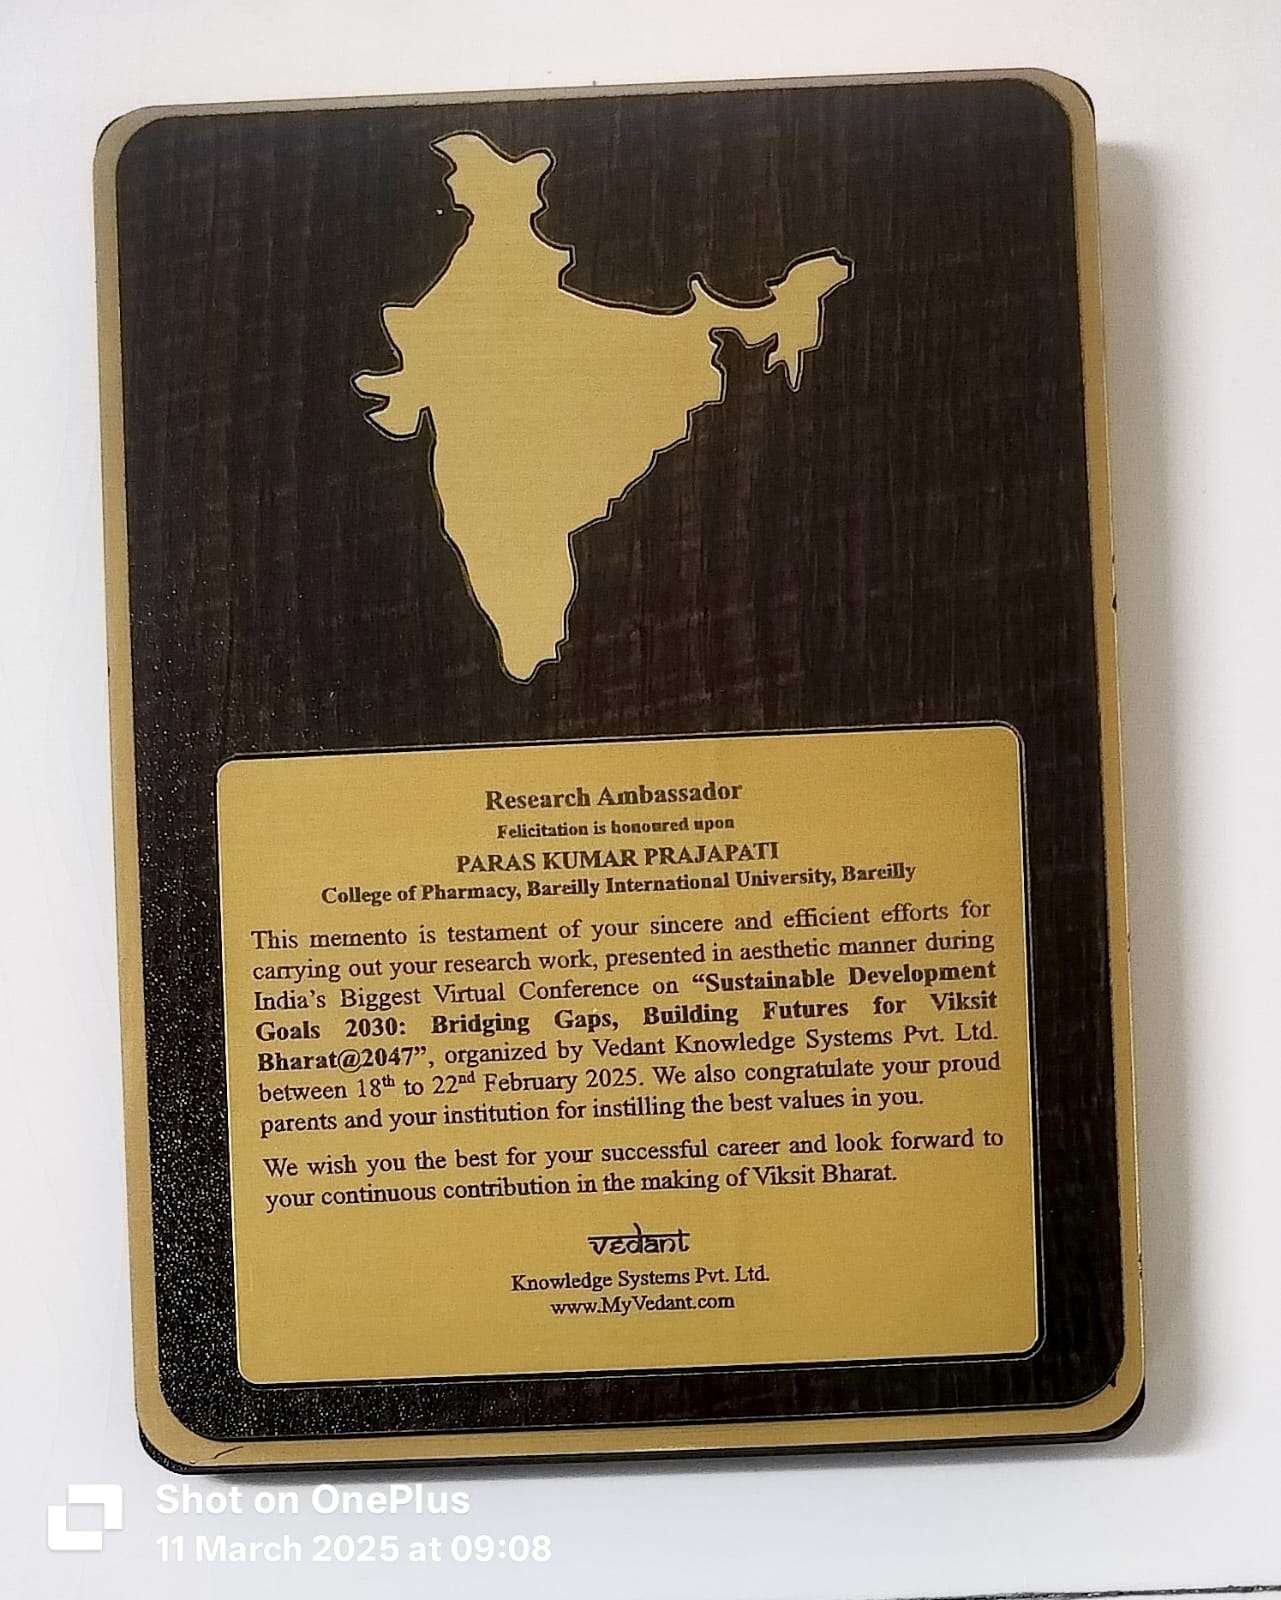 Research Ambassador
Felicitation is honoured upon
PARAS KUMAR PRAJAPATI
College of Pharmacy, Bareilly International University, Bareilly
This memento is testament of your sincere and efficient efforts for
carrying out your research work, presented in aesthetic manner during
India's Biggest Virtual Conference on “Sustainable Development
Goals 2030: Bridging Gaps, Building Futures for Viksit
Bharat@2047”, organized by Vedant Knowledge Systems Pvt. Ltd.
between 18th to 22nd February 2025. We also congratulate your proud
parents and your institution for instilling the best values in you.
We wish you the best for your successful career and look forward to
your continuous contribution in the making of Viksit Bharat.
vedant
Knowledge Systems Pvt. Ltd.
www.MyVedant.com
Shot on OnePlus
11 March 2025 at 09:08